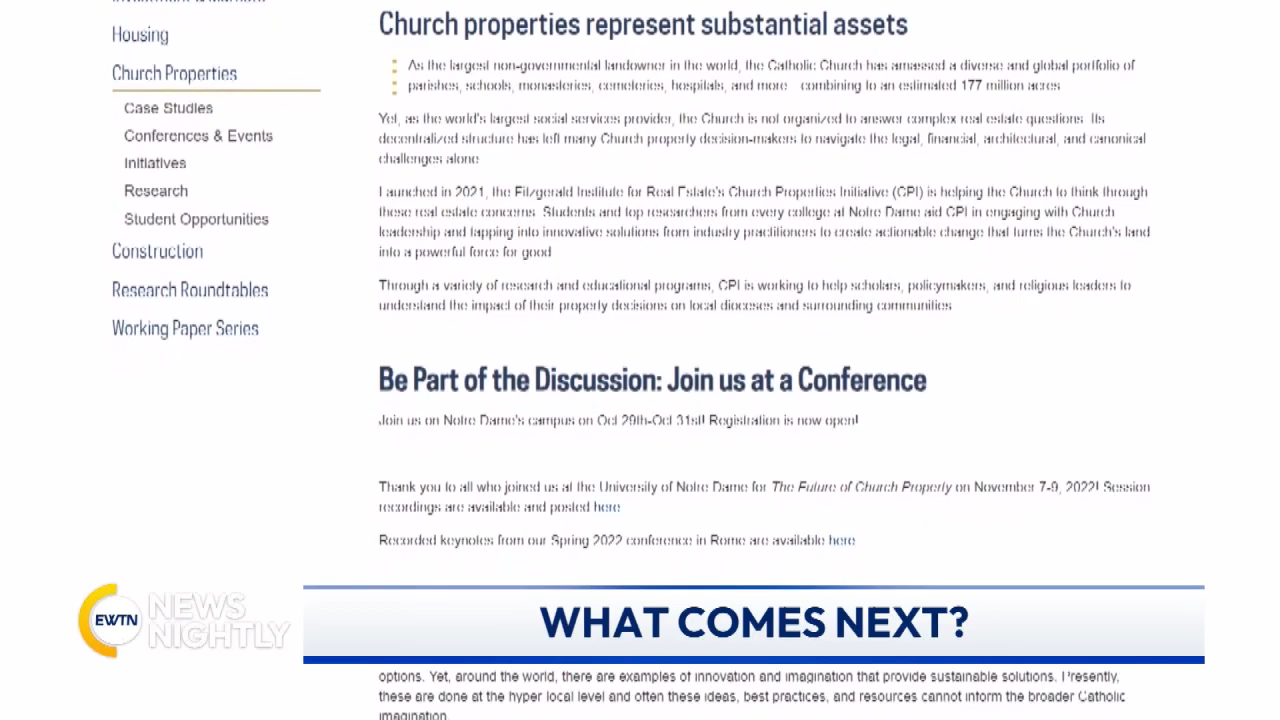 Housing
Church Properties
Case Studies
Conferences & Events
Initiatives
Research
Student Opportunities
Construction
Research Roundtables
Working Paper Series
Church properties represent substantial assets
As the largest non-governmental landowner in the world, the Catholic Church has amassed a diverse and global portfolio of
parishes, schools, monasteries, cemeteries, hospitals, and more combining to an estimated 177 million acres
Yet, as the world's largest social services provider, the Church is not organized to answer complex real estate questions. Its
decentralized structure has left many Church property decision-makers to navigate the legal, financial, architectural, and canonical
challenges alone
Launched in 2021, the Fitzgerald Institute for Real Estate's Church Properties Initiative (CPI) is helping the Church to think through
these real estate concerns. Students and top researchers from every college at Notre Dame aid CPI in engaging with Church
leadership and tapping into innovative solutions from industry practitioners to create actionable change that turns the Church's land
into a powerful force for good
Through a variety of research and educational programs, CPI is working to help scholars, policymakers, and religious leaders to
understand the impact of their property decisions on local dioceses and surrounding communities
Be Part of the Discussion: Join us at a Conference
Join us on Notre Dame's campus on Oct 29th-Oct 31st! Registration is now open!
Thank you to all who joined us at the University of Notre Dame for The Future of Church Property on November 7-9, 2022! Session
recordings are available and posted here
Recorded keynotes from our Spring 2022 conference in Rome are available here
EWTN NEWS
NIGHTLY
WHAT COMES NEXT?
options. Yet, around the world, there are examples of innovation and imagination that provide sustainable solutions. Presently,
these are done at the hyper local level and often these ideas, best practices, and resources cannot inform the broader Catholic
imagination.